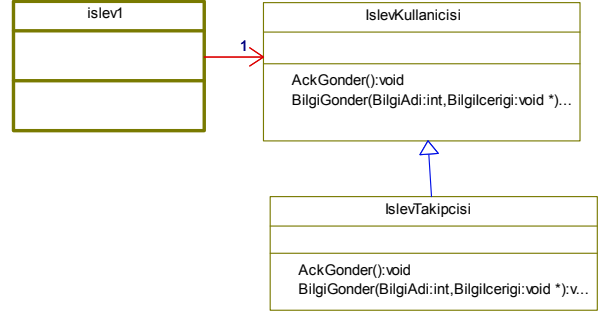 islev1
IslevKullanicisi
1
AckGonder():void
BilgiGonder(BilgiAdi:int,BilgiIcerigi:void *)...
IslevTakipcisi
AckGonder():void
BilgiGonder(BilgiAdi:int,BilgiIcerigi:void *):v...